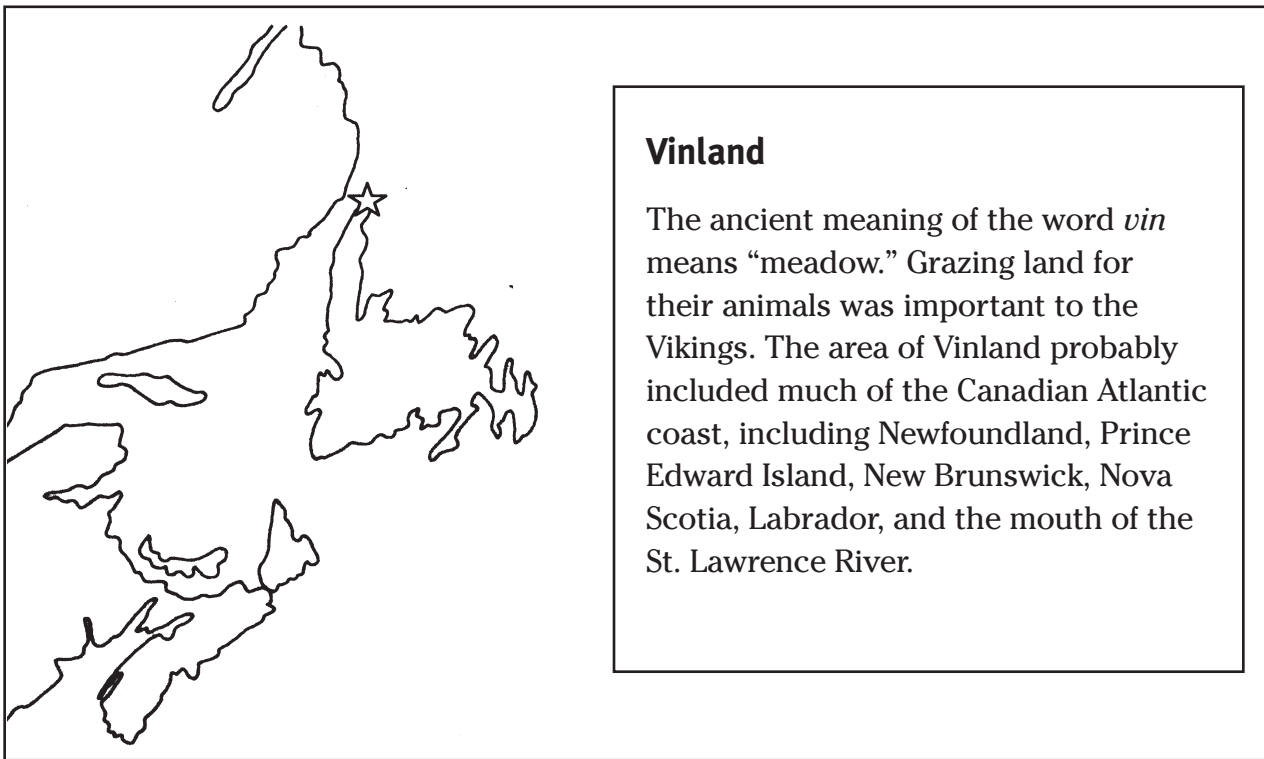 Vinland
The ancient meaning of the word vin
means “meadow.” Grazing land for
their animals was important to the
Vikings. The area of Vinland probably
included much of the Canadian Atlantic
coast, including Newfoundland, Prince
Edward Island, New Brunswick, Nova
Scotia, Labrador, and the mouth of the
St. Lawrence River.